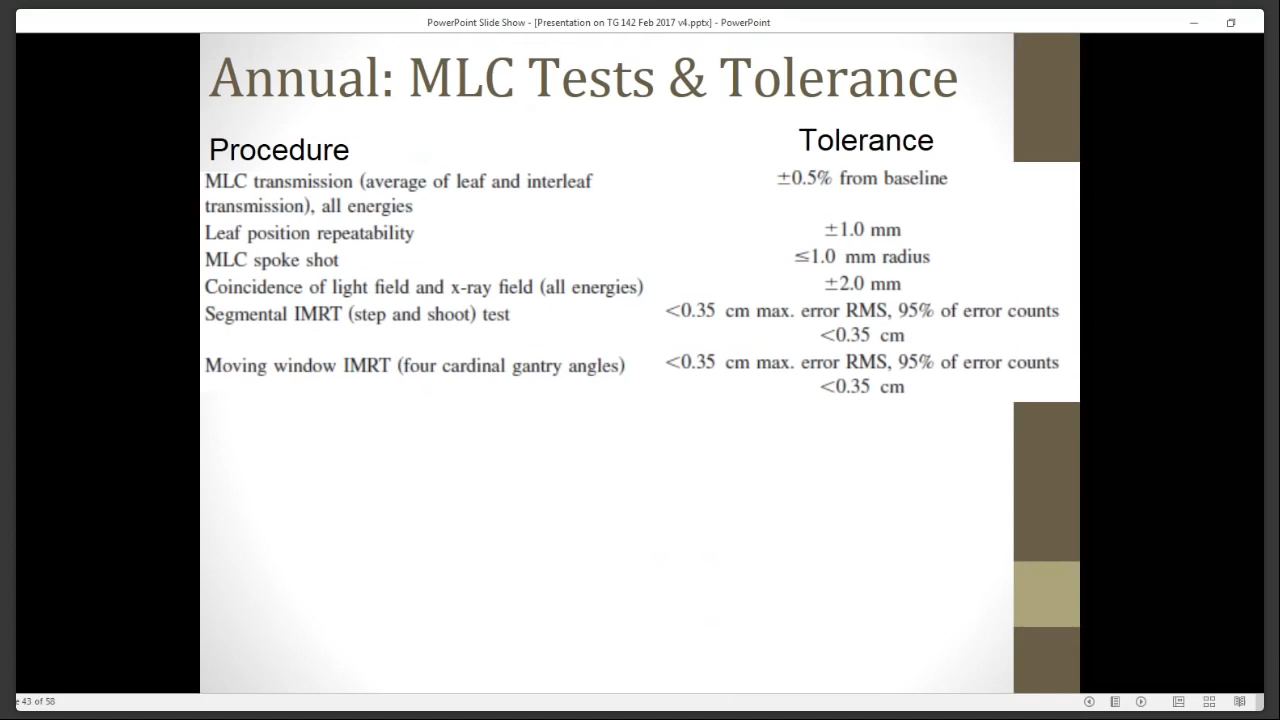 PowerPoint Slide Show - [Presentation on TG 142 Feb 2017 v4.pptx] - PowerPoint
Annual: MLC Tests & Tolerance
Procedure
Tolerance
MLC transmission (average of leaf and interleaf
transmission), all energies
±0.5% from baseline
Leaf position repeatability
±1.0 mm
MLC spoke shot
≤1.0 mm radius
Coincidence of light field and x-ray field (all energies)
±2.0 mm
Segmental IMRT (step and shoot) test
<0.35 cm max. error RMS, 95% of error counts
<0.35 cm
Moving window IMRT (four cardinal gantry angles)
<0.35 cm max. error RMS, 95% of error counts
<0.35 cm
e 43 of 58